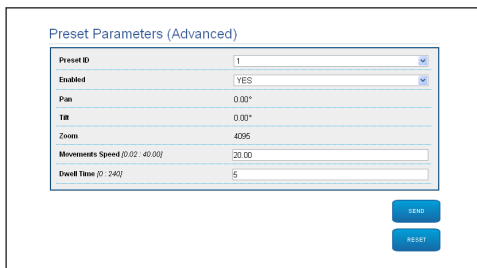 Preset Parameters (Advanced)
Preset ID 1
Enabled YES
Pan 0.00°
Tilt 0.00°
Zoom 4095
Movements Speed [0.02 : 40.00] 20.00
Dwell Time [0 : 240] 5
SEND
RESET